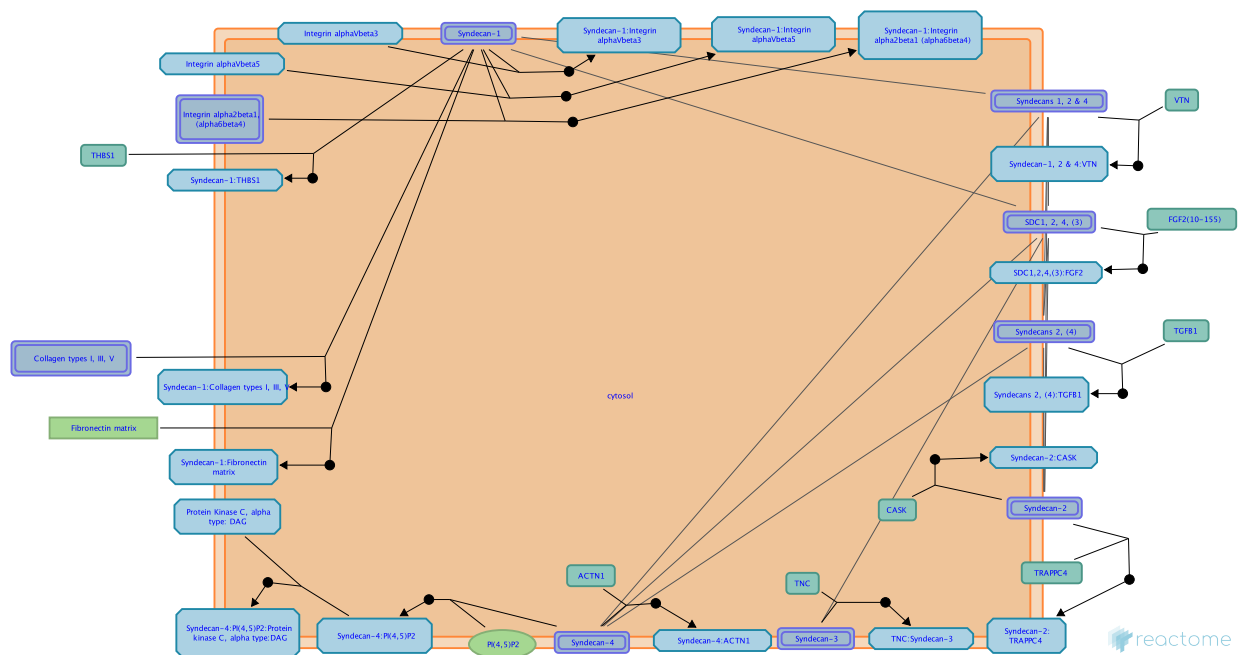 Integrin alphaVbeta3
Syndecan-1
Syndecan-1:Integrin
alphaVbeta3
Syndecan-1:Integrin
alphaVbeta5
Syndecan-1:Integrin
alpha2beta1 (alpha6beta4)
Integrin alphaVbeta5
Integrin alpha2beta1,
(alpha6beta4)
Syndecans 1, 2 & 4
VTN
THBS1
Syndecan-1:THBS1
Syndecan-1, 2 & 4:VTN
SDC1, 2, 4, (3)
FGF2(10-155)
SDC1,2,4,(3):FGF2
Syndecans 2, (4)
TGFB1
Collagen types I, III, V
Syndecan-1:Collagen types I, III, V
cytosol
Syndecans 2, (4):TGFB1
Fibronectin matrix
Syndecan-1:Fibronectin
matrix
Syndecan-2:CASK
Protein Kinase C, alpha
type: DAG
CASK
Syndecan-2
ACTN1
TNC
TRAPPC4
Syndecan-4:PI(4,5)P2:Protein
kinase C, alpha type:DAG
Syndecan-4:PI(4,5)P2
PI(4,5)P2
Syndecan-4
Syndecan-4:ACTN1
Syndecan-3
TNC:Syndecan-3
Syndecan-2:
TRAPPC4
reactome